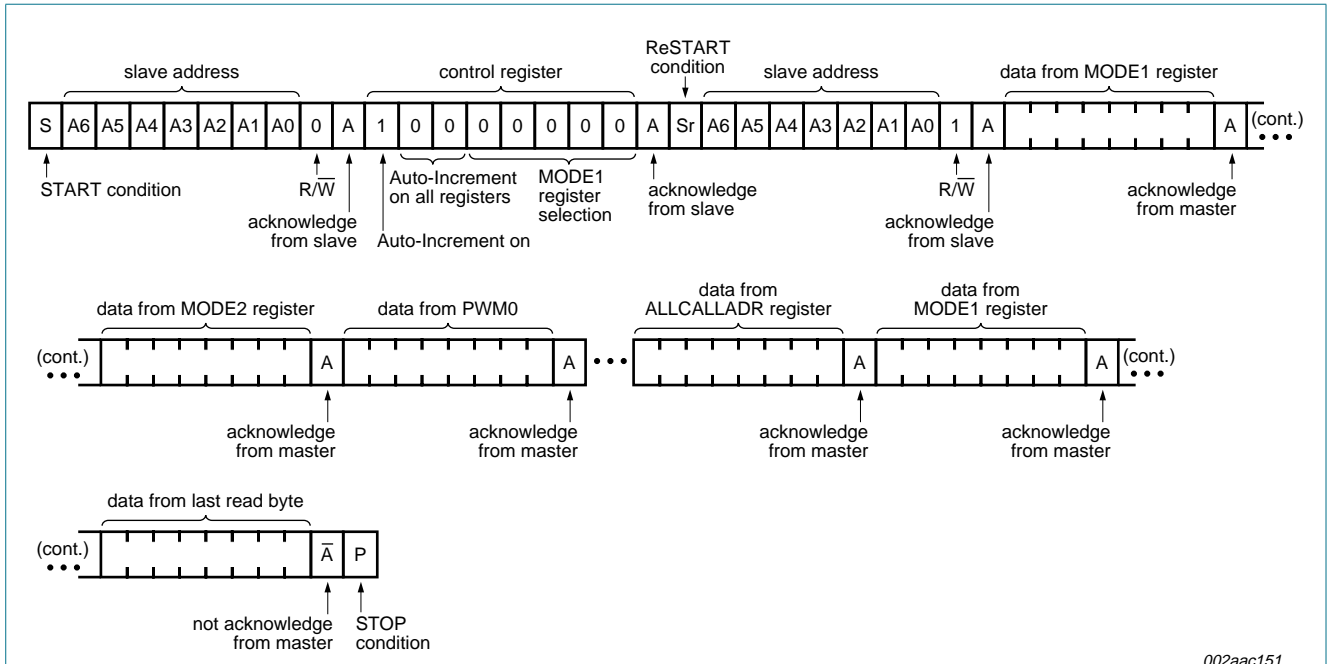 ReSTART
condition
slave address
control register
slave address
data from MODE1 register
S A6 A5 A4 A3 A2 A1 A0 0 A 1 0 0 0 0 0 0 0 A Sr A6 A5 A4 A3 A2 A1 A0 1 A A (cont.)
START condition
R/W̅
acknowledge
from slave
Auto-Increment on
Auto-Increment
on all registers
MODE1
register
selection
acknowledge
from slave
R/W̅
acknowledge
from slave
acknowledge
from master
data from MODE2 register
data from PWM0
data from
ALLCALLADR register
data from
MODE1 register
(cont.) A A A A (cont.)
acknowledge
from master
acknowledge
from master
acknowledge
from master
acknowledge
from master
data from last read byte
(cont.) A̅ P
not acknowledge
from master
STOP
condition
002aac151